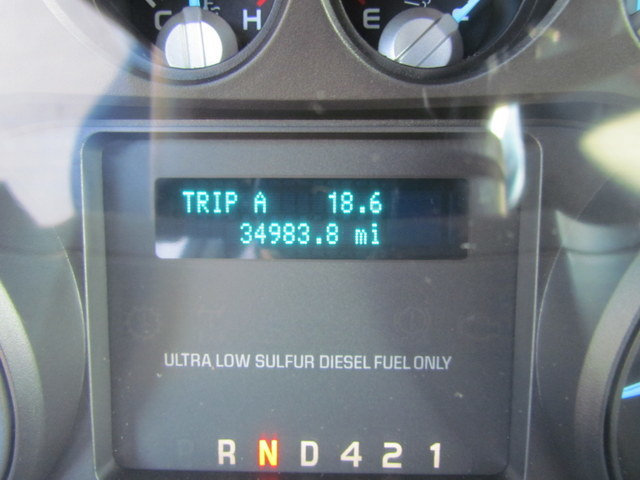 C H E F
TRIP A 18.6
34983.8 mi
ULTRA LOW SULFUR DIESEL FUEL ONLY
P R N D 4 2 1